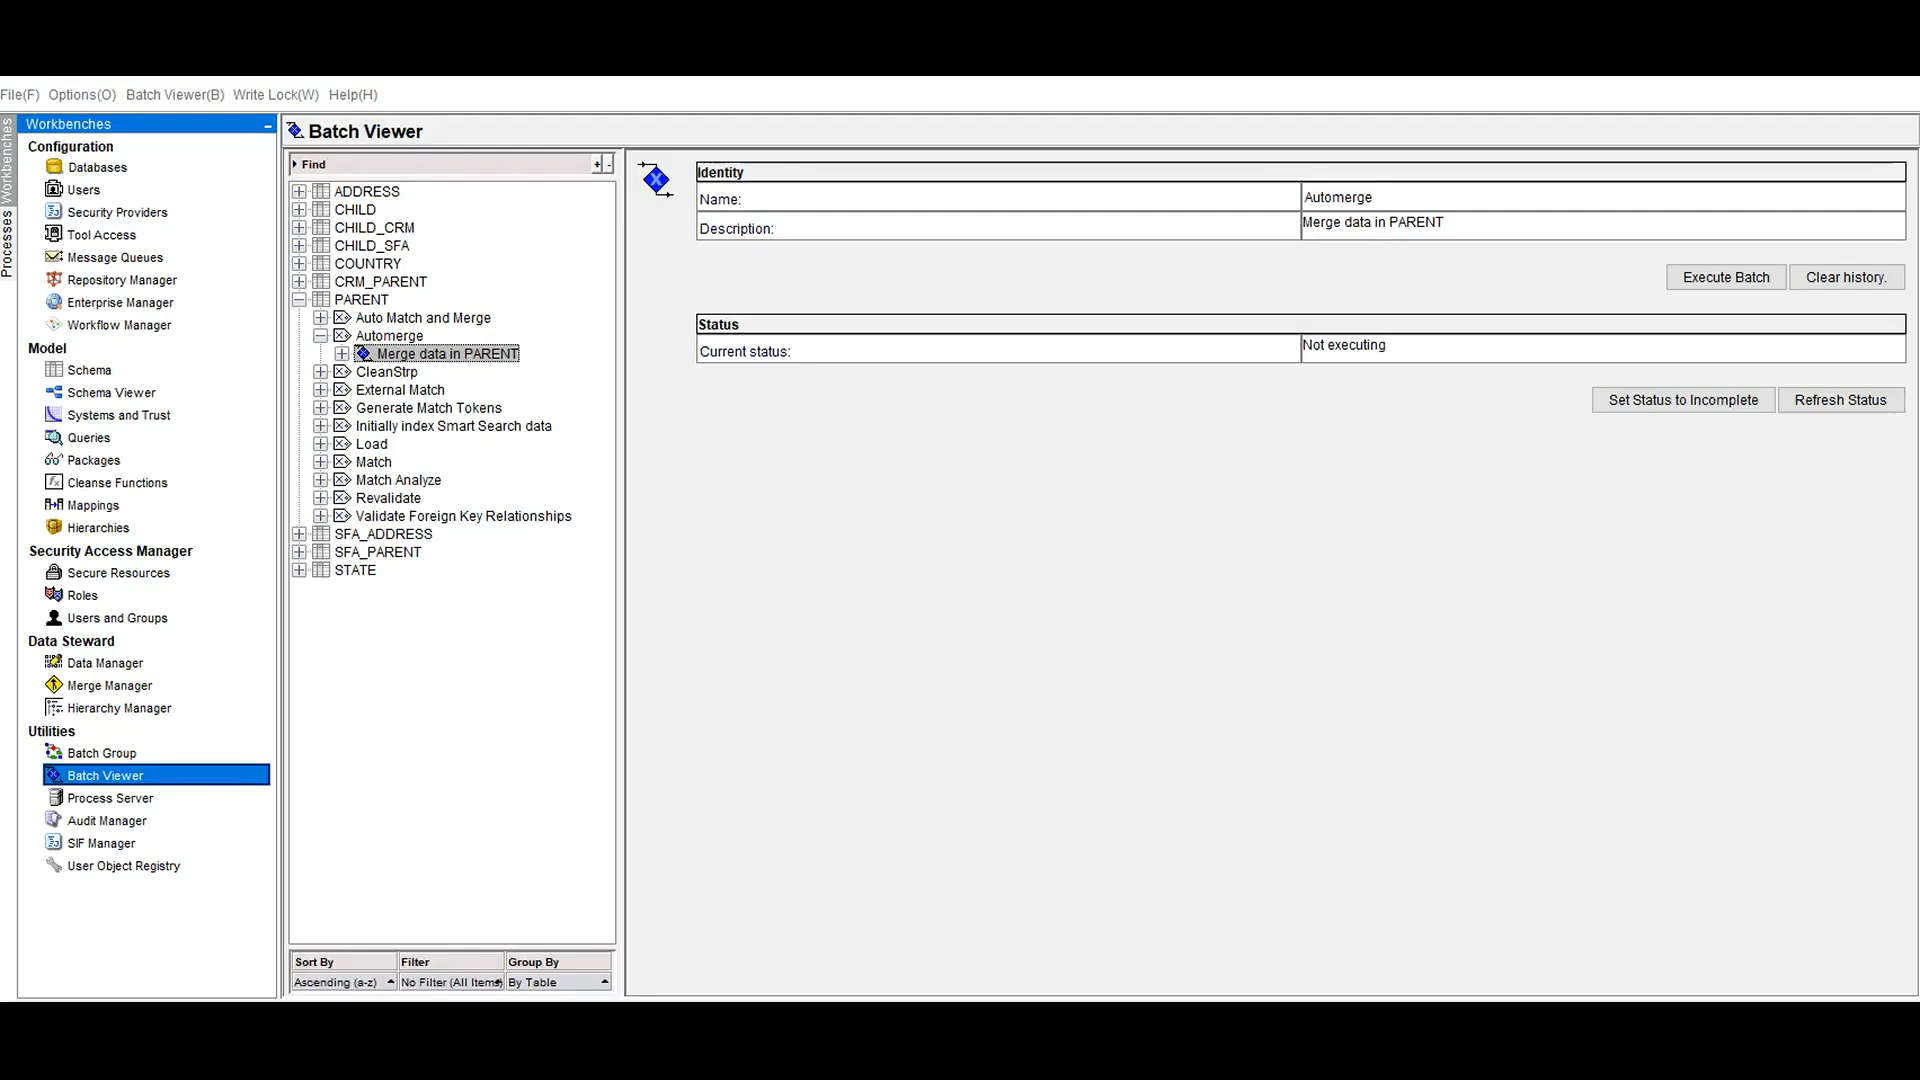 File(F) Options(O) Batch Viewer(B) Write Lock(W) Help(H)
Workbenches
Processes
Workbenches
Configuration
Databases
Users
Security Providers
Tool Access
Message Queues
Repository Manager
Enterprise Manager
Workflow Manager
Model
Schema
Schema Viewer
Systems and Trust
Queries
Packages
Cleanse Functions
Mappings
Hierarchies
Security Access Manager
Secure Resources
Roles
Users and Groups
Data Steward
Data Manager
Merge Manager
Hierarchy Manager
Utilities
Batch Group
Batch Viewer
Process Server
Audit Manager
SIF Manager
User Object Registry
Batch Viewer
Find
ADDRESS
CHILD
CHILD_CRM
CHILD_SFA
COUNTRY
CRM_PARENT
PARENT
Auto Match and Merge
Automerge
Merge data in PARENT
CleanStrp
External Match
Generate Match Tokens
Initially index Smart Search data
Load
Match
Match Analyze
Revalidate
Validate Foreign Key Relationships
SFA_ADDRESS
SFA_PARENT
STATE
Sort By Filter Group By
Ascending (a-z) No Filter (All Items) By Table
Identity
Name: Automerge
Description: Merge data in PARENT
Execute Batch Clear history.
Status
Current status: Not executing
Set Status to Incomplete Refresh Status